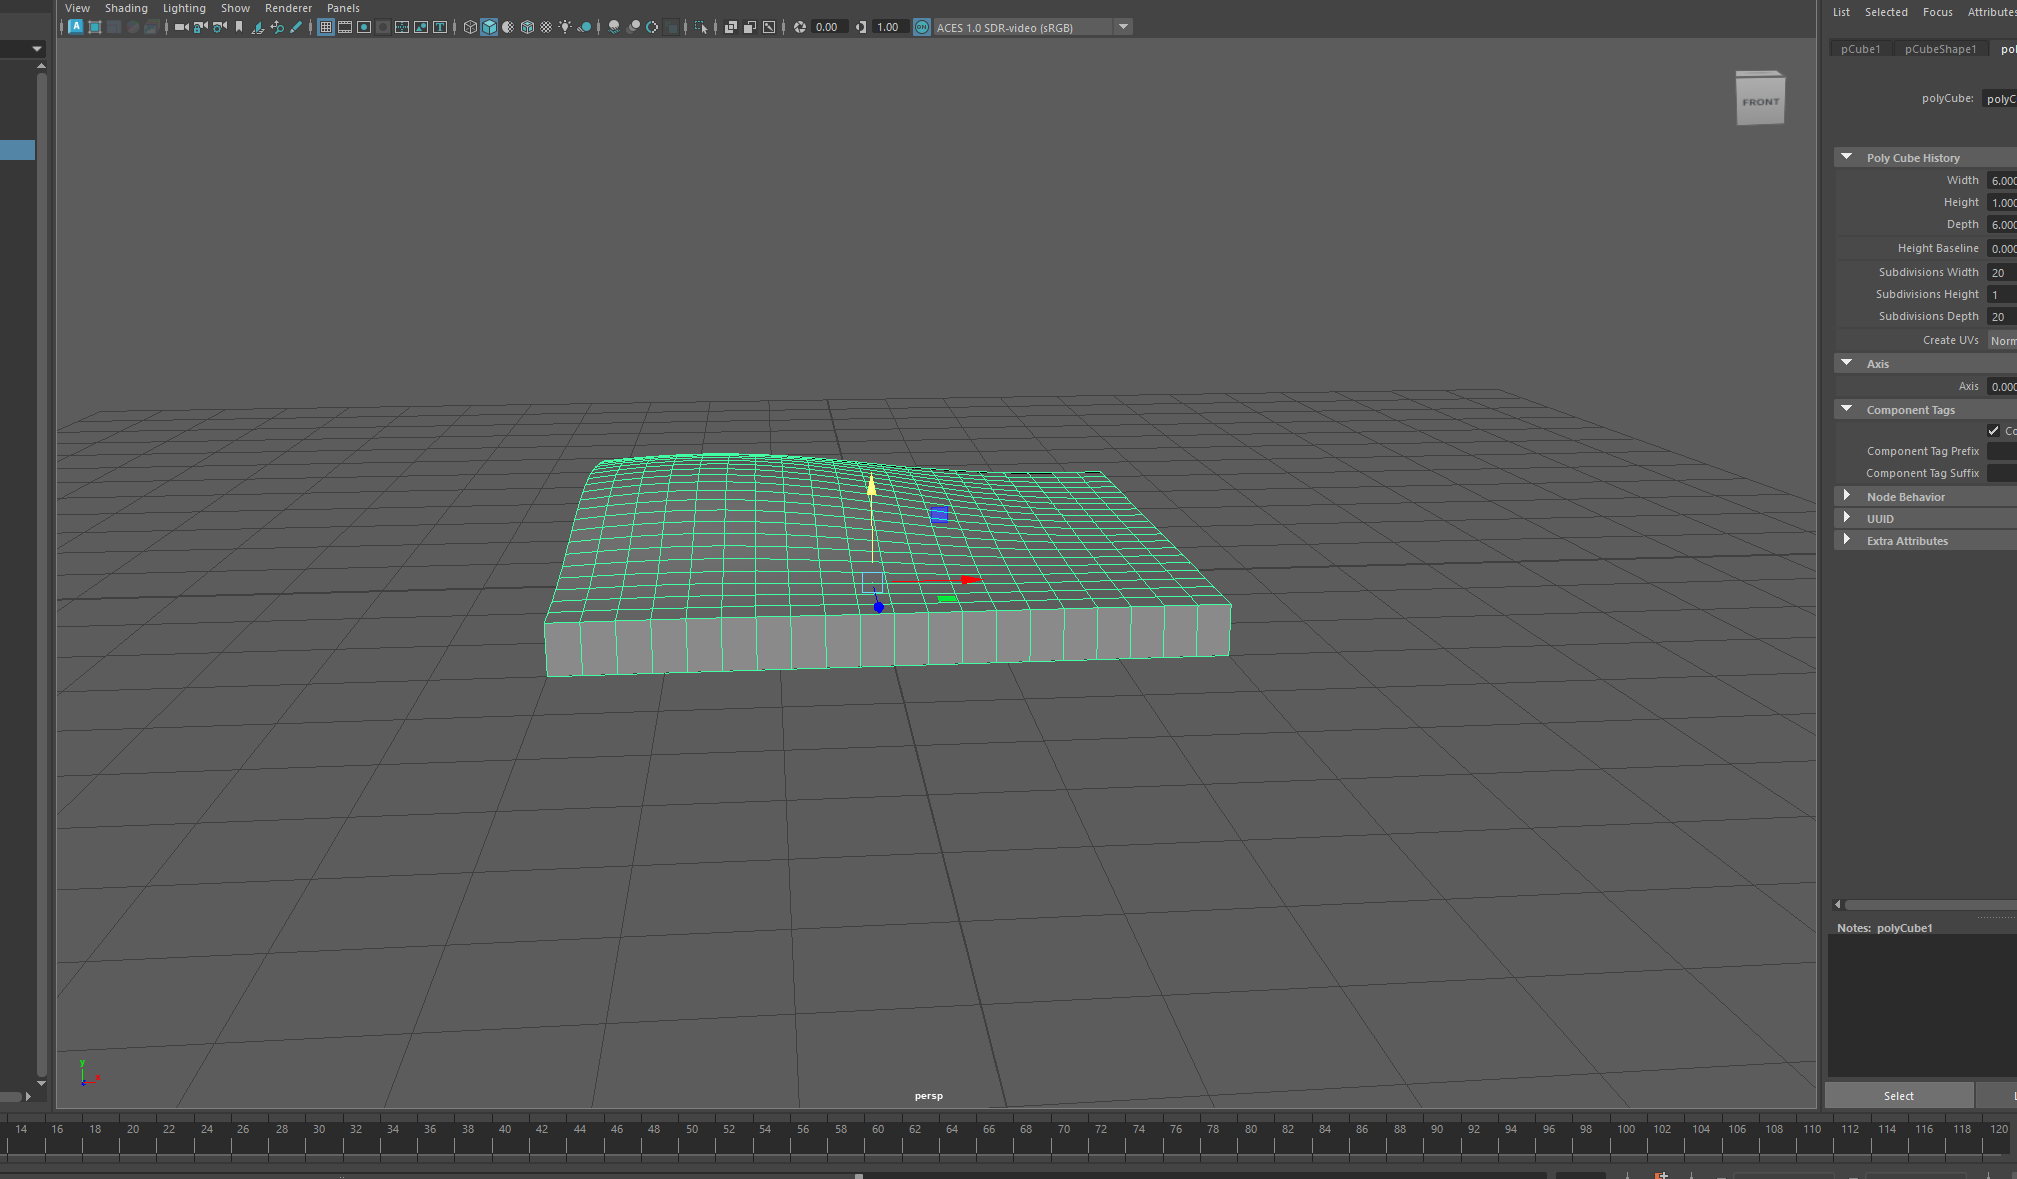 View Shading Lighting Show Renderer Panels
0.00 1.00 ON ACES 1.0 SDR-video (sRGB)
FRONT
y
x
persp
List Selected Focus Attributes
pCube1 pCubeShape1
polyCube:
Poly Cube History
Width 6.000
Height 1.000
Depth 6.000
Height Baseline 0.000
Subdivisions Width 20
Subdivisions Height 1
Subdivisions Depth 20
Create UVs
Axis
Axis 0.000
Component Tags
Component Tag Prefix
Component Tag Suffix
Node Behavior
UUID
Extra Attributes
Notes: polyCube1
Select
14 16 18 20 22 24 26 28 30 32 34 36 38 40 42 44 46 48 50 52 54 56 58 60 62 64 66 68 70 72 74 76 78 80 82 84 86 88 90 92 94 96 98 100 102 104 106 108 110 112 114 116 118 120